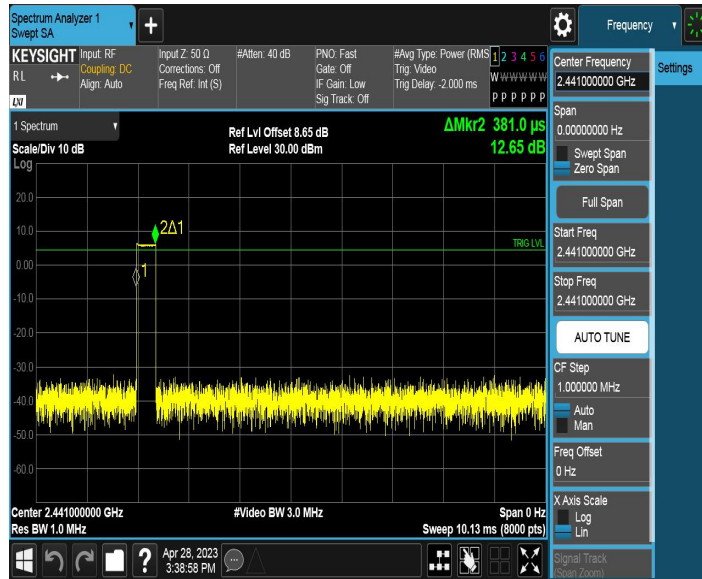 Spectrum Analyzer 1
Swept SA
Frequency
KEYSIGHT
RL
LXI
Input: RF
Coupling: DC
Align: Auto
Input Z: 50 Ω
Corrections: Off
Freq Ref: Int (S)
#Atten: 40 dB
PNO: Fast
Gate: Off
IF Gain: Low
Sig Track: Off
#Avg Type: Power (RMS
Trig: Video
Trig Delay: -2.000 ms
1 2 3 4 5 6
W W W W W W
P P P P P P
Center Frequency
2.441000000 GHz
Settings
Span
0.00000000 Hz
Swept Span
Zero Span
Full Span
Start Freq
2.441000000 GHz
Stop Freq
2.441000000 GHz
AUTO TUNE
CF Step
1.000000 MHz
Auto
Man
Freq Offset
0 Hz
X Axis Scale
Log
Lin
Signal Track
(Span Zoom)
1 Spectrum
Scale/Div 10 dB
Ref Lvl Offset 8.65 dB
Ref Level 30.00 dBm
ΔMkr2 381.0 µs
12.65 dB
Log
20.0
10.0
0.00
-10.0
-20.0
-30.0
-40.0
-50.0
-60.0
2Δ1
1
TRIG LVL
Center 2.441000000 GHz
Res BW 1.0 MHz
#Video BW 3.0 MHz
Span 0 Hz
Sweep 10.13 ms (8000 pts)
?
Apr 28, 2023
3:38:58 PM